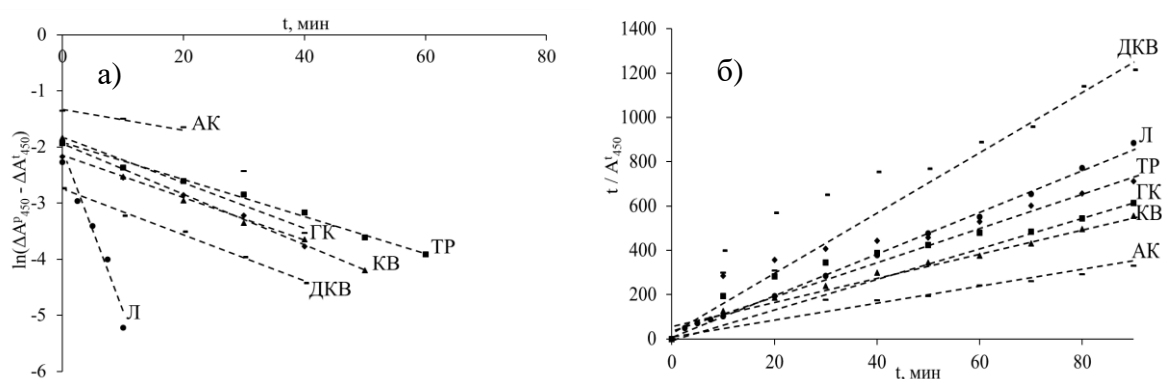 t, мин
0 20 40 60 80
0
-1
-2
-3
-4
-5
-6
ln(ΔAᵖ₄₅₀ - ΔAᵗ₄₅₀)
а)
АК
ГК
ТР
КВ
ДКВ
Л
1400
1200
1000
800
600
400
200
0
t / Aᵗ₄₅₀
б)
ДКВ
Л
ТР
ГК
КВ
АК
0 20 40 60 80
t, мин